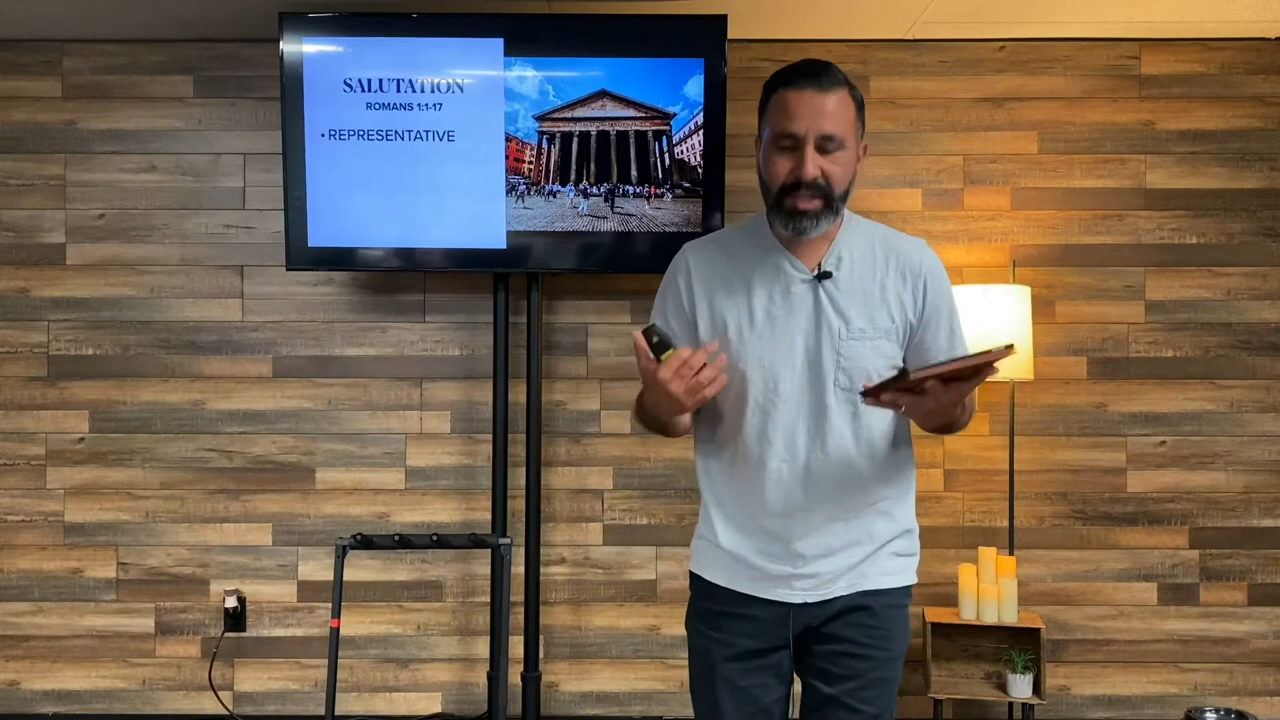 SALUTATION
ROMANS 1:1-17
• REPRESENTATIVE